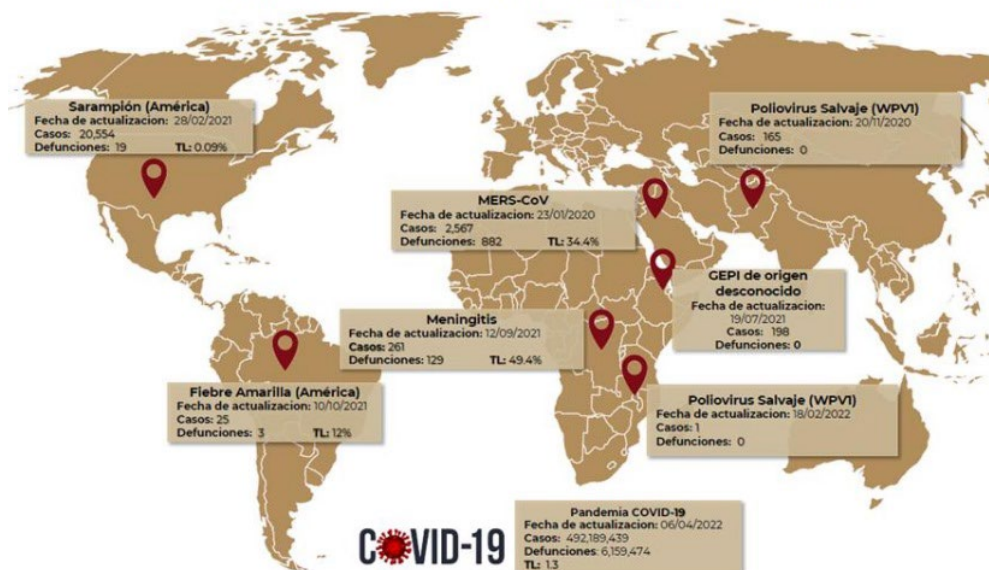 Sarampión (América)
Fecha de actualizacion: 28/02/2021
Casos: 20,554
Defunciones: 19 TL: 0.09%
Poliovirus Salvaje (WPV1)
Fecha de actualizacion: 20/11/2020
Casos: 165
Defunciones: 0
MERS-CoV
Fecha de actualizacion: 23/01/2020
Casos: 2,567
Defunciones: 882 TL: 34.4%
GEPI de origen
desconocido
Fecha de actualizacion:
19/07/2021
Casos: 198
Defunciones: 0
Meningitis
Fecha de actualizacion: 12/09/2021
Casos: 261
Defunciones: 129 TL: 49.4%
Fiebre Amarilla (América)
Fecha de actualizacion: 10/10/2021
Casos: 25
Defunciones: 3 TL: 12%
Poliovirus Salvaje (WPV1)
Fecha de actualizacion: 18/02/2022
Casos: 1
Defunciones: 0
COVID-19
Pandemia COVID-19
Fecha de actualizacion: 06/04/2022
Casos: 492,189,439
Defunciones: 6,159,474
TL: 1.3